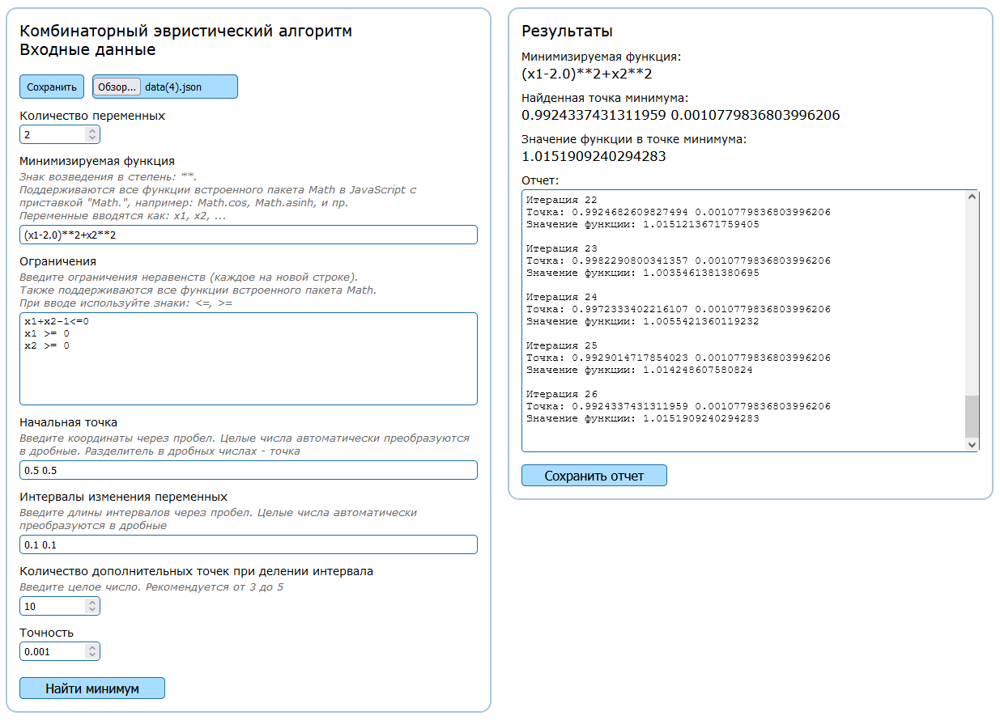 Комбинаторный эвристический алгоритм
Входные данные
Сохранить
Обзор... data(4).json
Количество переменных
2
Минимизируемая функция
Знак возведения в степень: **.
Поддерживаются все функции встроенного пакета Math в JavaScript с
приставкой "Math.", например: Math.cos, Math.asinh, и пр.
Переменные вводятся как: x1, x2, ...
(x1-2.0)**2+x2**2
Ограничения
Введите ограничения неравенств (каждое на новой строке).
Также поддерживаются все функции встроенного пакета Math.
При вводе используйте знаки: <=, >=
x1+x2-1<=0
x1 >= 0
x2 >= 0
Начальная точка
Введите координаты через пробел. Целые числа автоматически преобразуются
в дробные. Разделитель в дробных числах - точка
0.5 0.5
Интервалы изменения переменных
Введите длины интервалов через пробел. Целые числа автоматически
преобразуются в дробные
0.1 0.1
Количество дополнительных точек при делении интервала
Введите целое число. Рекомендуется от 3 до 5
10
Точность
0.001
Найти минимум
Результаты
Минимизируемая функция:
(x1-2.0)**2+x2**2
Найденная точка минимума:
0.9924337431311959 0.0010779836803996206
Значение функции в точке минимума:
1.0151909240294283
Отчет:
Итерация 22
Точка: 0.9924682609827494 0.0010779836803996206
Значение функции: 1.0151213671759405
Итерация 23
Точка: 0.9982290800341357 0.0010779836803996206
Значение функции: 1.0035461381380695
Итерация 24
Точка: 0.9972333402216107 0.0010779836803996206
Значение функции: 1.0055421360119232
Итерация 25
Точка: 0.9929014717854023 0.0010779836803996206
Значение функции: 1.014248607580824
Итерация 26
Точка: 0.9924337431311959 0.0010779836803996206
Значение функции: 1.0151909240294283
Сохранить отчет